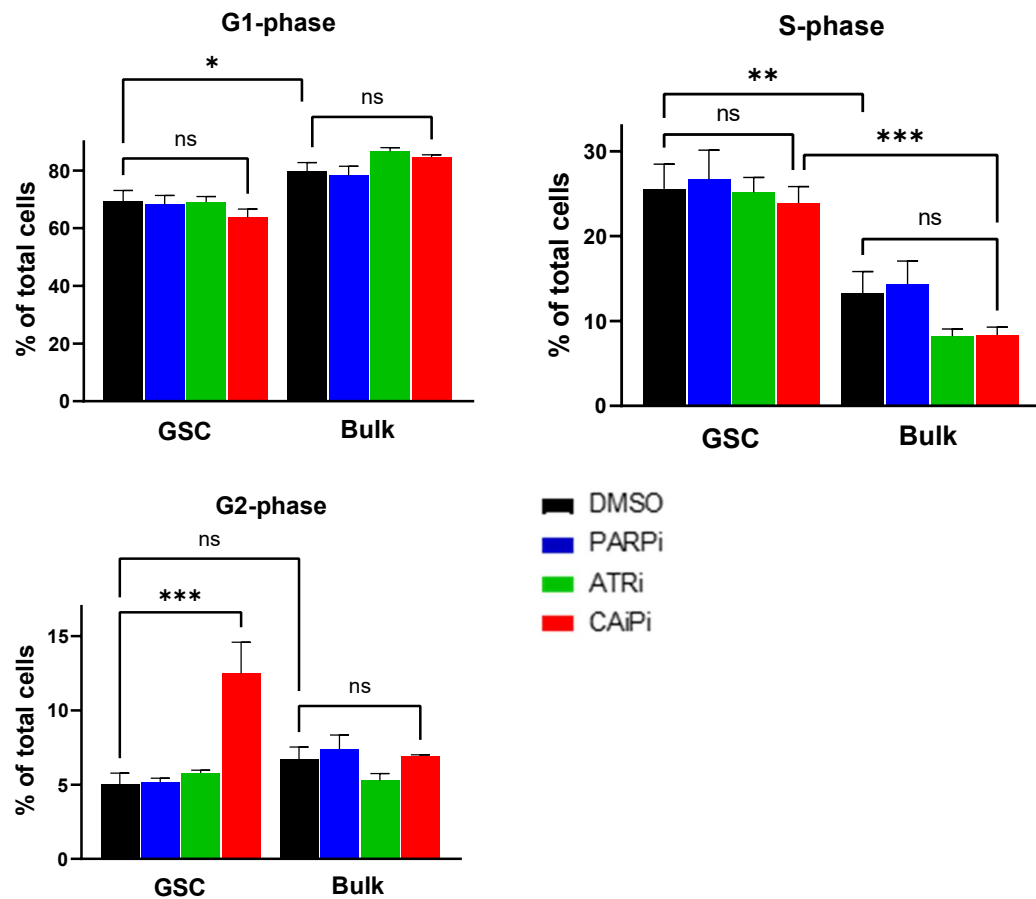 G1-phase
*
ns
ns
% of total cells
80
60
40
20
0
GSC
Bulk
S-phase
**
ns
***
ns
% of total cells
30
20
10
0
GSC
Bulk
G2-phase
ns
***
ns
% of total cells
15
10
5
0
GSC
Bulk
DMSO
PARPi
ATRi
CAiPi